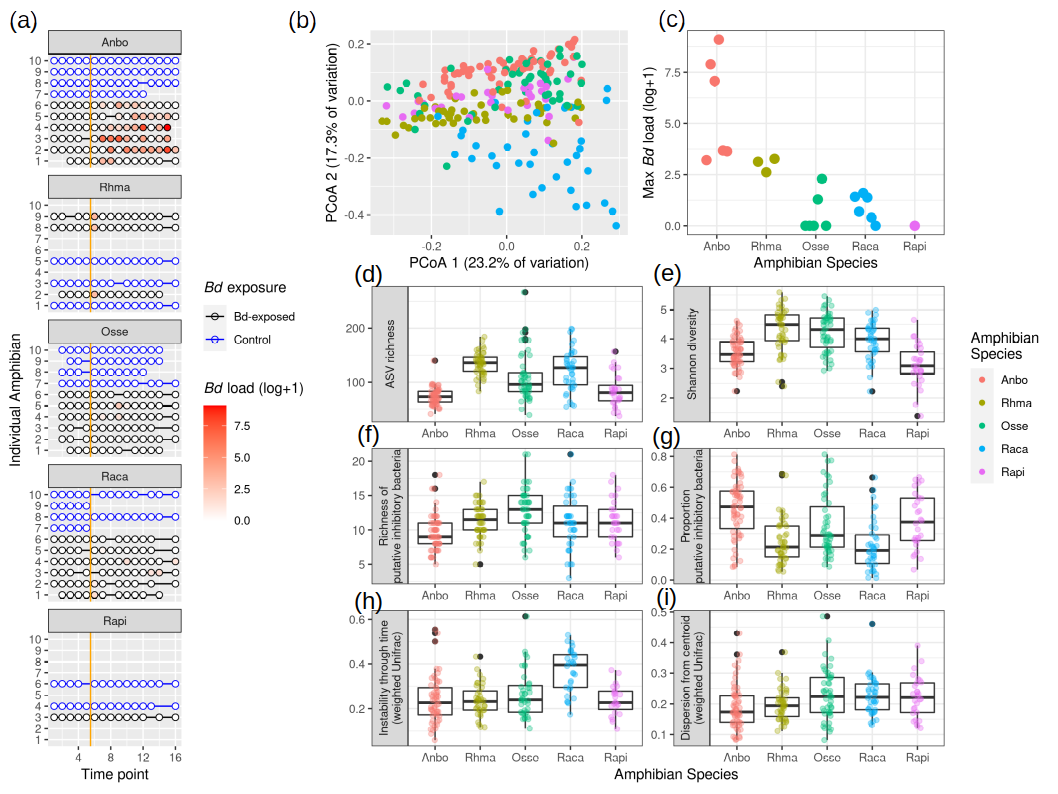 (a)
Anbo
10
9
8
7
6
5
4
3
2
1
Rhma
10
9
8
7
6
5
4
3
2
1
Osse
10
9
8
7
6
5
4
3
2
1
Raca
10
9
8
7
6
5
4
3
2
1
Rapi
10
9
8
7
6
5
4
3
2
1
4 8 12 16
Time point
Individual Amphibian
Bd exposure
Bd-exposed
Control
Bd load (log+1)
7.5
5.0
2.5
0.0
(b)
PCoA 2 (17.3% of variation)
0.2
0.0
-0.2
-0.4
-0.2 0.0 0.2
PCoA 1 (23.2% of variation)
(c)
Max Bd load (log+1)
7.5
5.0
2.5
0.0
Anbo Rhma Osse Raca Rapi
Amphibian Species
(d)
ASV richness
200
100
Anbo Rhma Osse Raca Rapi
(e)
Shannon diversity
5
4
3
2
Anbo Rhma Osse Raca Rapi
(f)
Richness of
putative inhibitory bacteria
20
15
10
5
Anbo Rhma Osse Raca Rapi
(g)
Proportion
putative inhibitory bacteria
0.8
0.6
0.4
0.2
0.0
Anbo Rhma Osse Raca Rapi
(h)
Instability through time
(weighted Unifrac)
0.6
0.4
0.2
Anbo Rhma Osse Raca Rapi
(i)
Dispersion from centroid
(weighted Unifrac)
0.5
0.4
0.3
0.2
0.1
Anbo Rhma Osse Raca Rapi
Amphibian Species
Amphibian
Species
Anbo
Rhma
Osse
Raca
Rapi